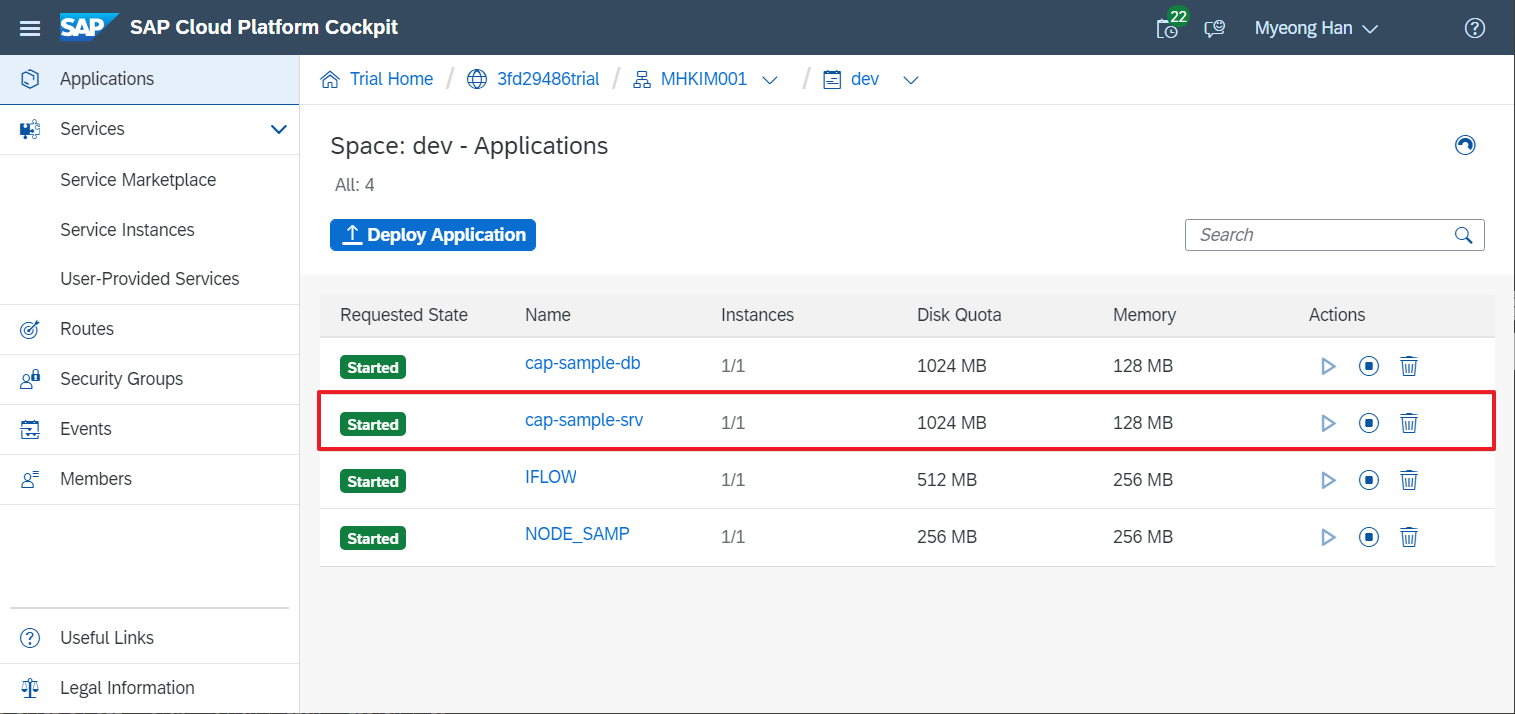 SAP SAP Cloud Platform Cockpit 22 Myeong Han
Applications
Services
Service Marketplace
Service Instances
User-Provided Services
Routes
Security Groups
Events
Members
Useful Links
Legal Information
Trial Home / 3fd29486trial / MHKIM001 / dev
Space: dev - Applications
All: 4
Deploy Application
Search
Requested State Name Instances Disk Quota Memory Actions
Started cap-sample-db 1/1 1024 MB 128 MB
Started cap-sample-srv 1/1 1024 MB 128 MB
Started IFLOW 1/1 512 MB 256 MB
Started NODE_SAMP 1/1 256 MB 256 MB